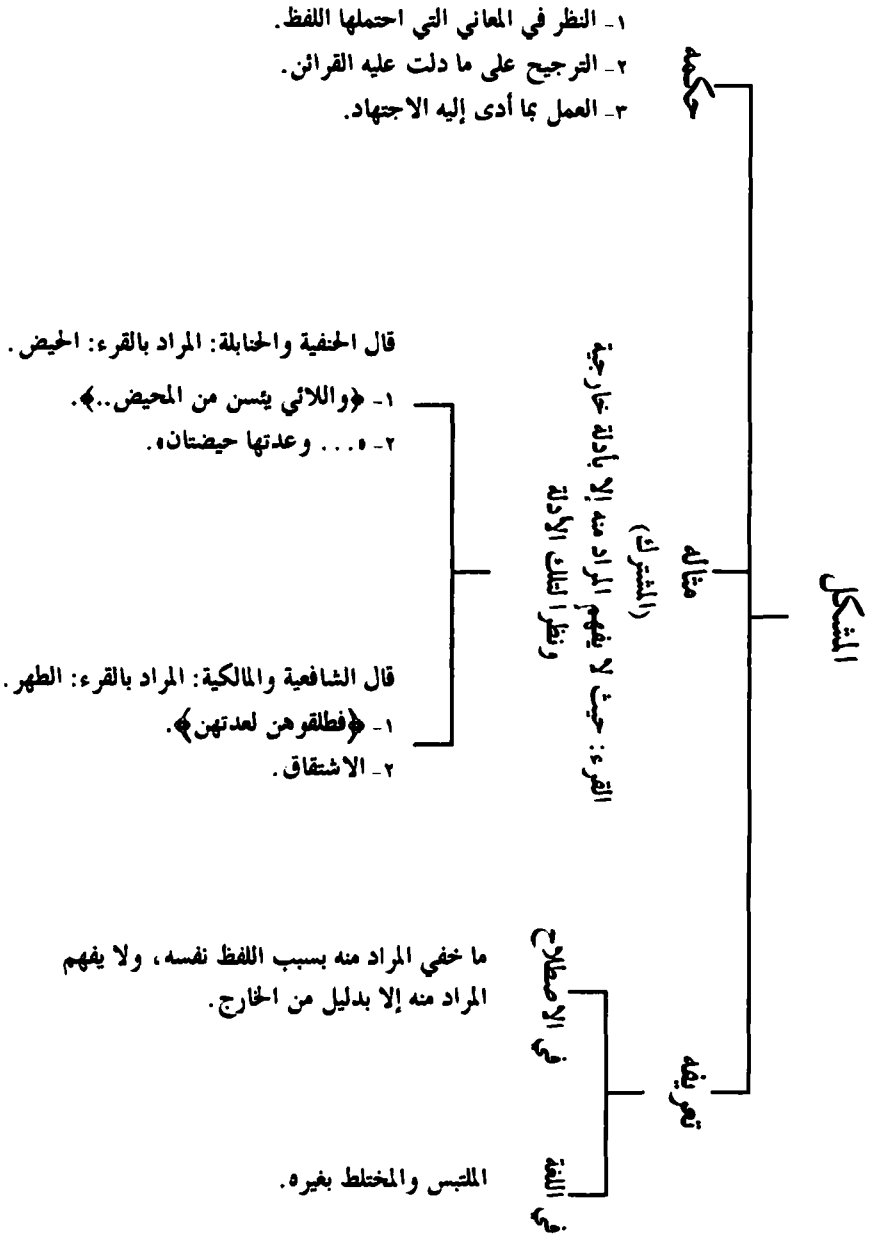 المشكل
تعريفه
في اللغة
الملتبس والمختلط بغيره.
في الاصطلاح
ما خفي المراد منه بسبب اللفظ نفسه، ولا يفهم
المراد منه إلا بدليل من الخارج.
مثاله
(المشترك)
القرء: حيث لا يفهم المراد منه إلا بأدلة خارجية
ونظرا لتلك الأدلة
قال الحنفية والحنابلة: المراد بالقرء: الحيض.
١- ﴿واللائي يئسن من المحيض..﴾.
٢- «... وعدتها حيضتان».
قال الشافعية والمالكية: المراد بالقرء: الطهر.
١- ﴿فطلقوهن لعدتهن﴾.
٢- الاشتقاق.
حكمه
١- النظر في المعاني التي احتملها اللفظ.
٢- الترجيح على ما دلت عليه القرائن.
٣- العمل بما أدى إليه الاجتهاد.